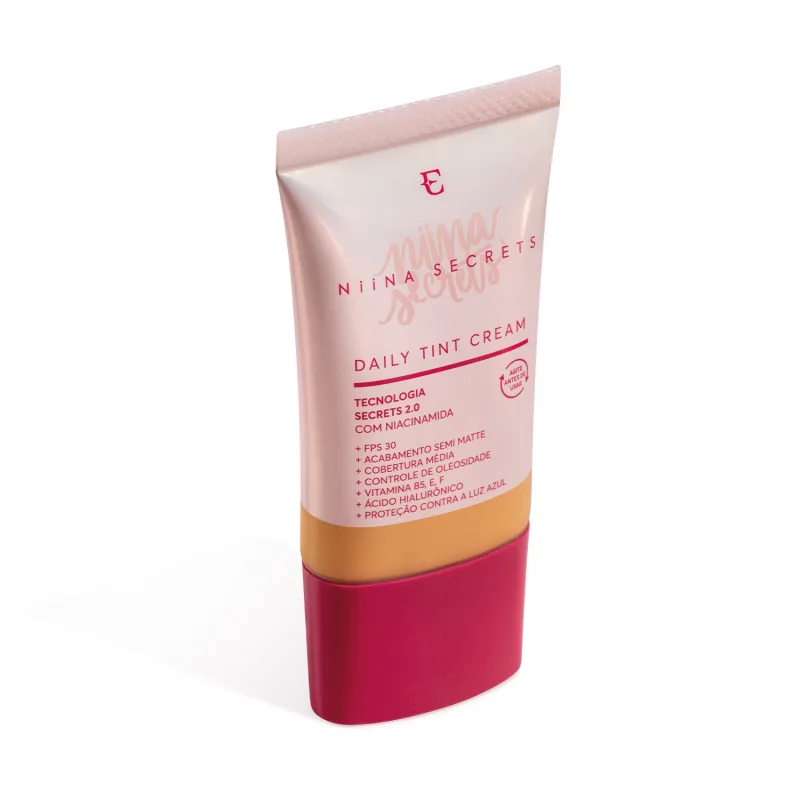 E
niina
secrets
NiiNA SECRETS
DAILY TINT CREAM
AGITE
ANTES DE
USAR
TECNOLOGIA
SECRETS 2.0
COM NIACINAMIDA
+ FPS 30
+ ACABAMENTO SEMI MATTE
+ COBERTURA MÉDIA
+ CONTROLE DE OLEOSIDADE
+ VITAMINA B5, E, F
+ ÁCIDO HIALURÔNICO
+ PROTEÇÃO CONTRA A LUZ AZUL